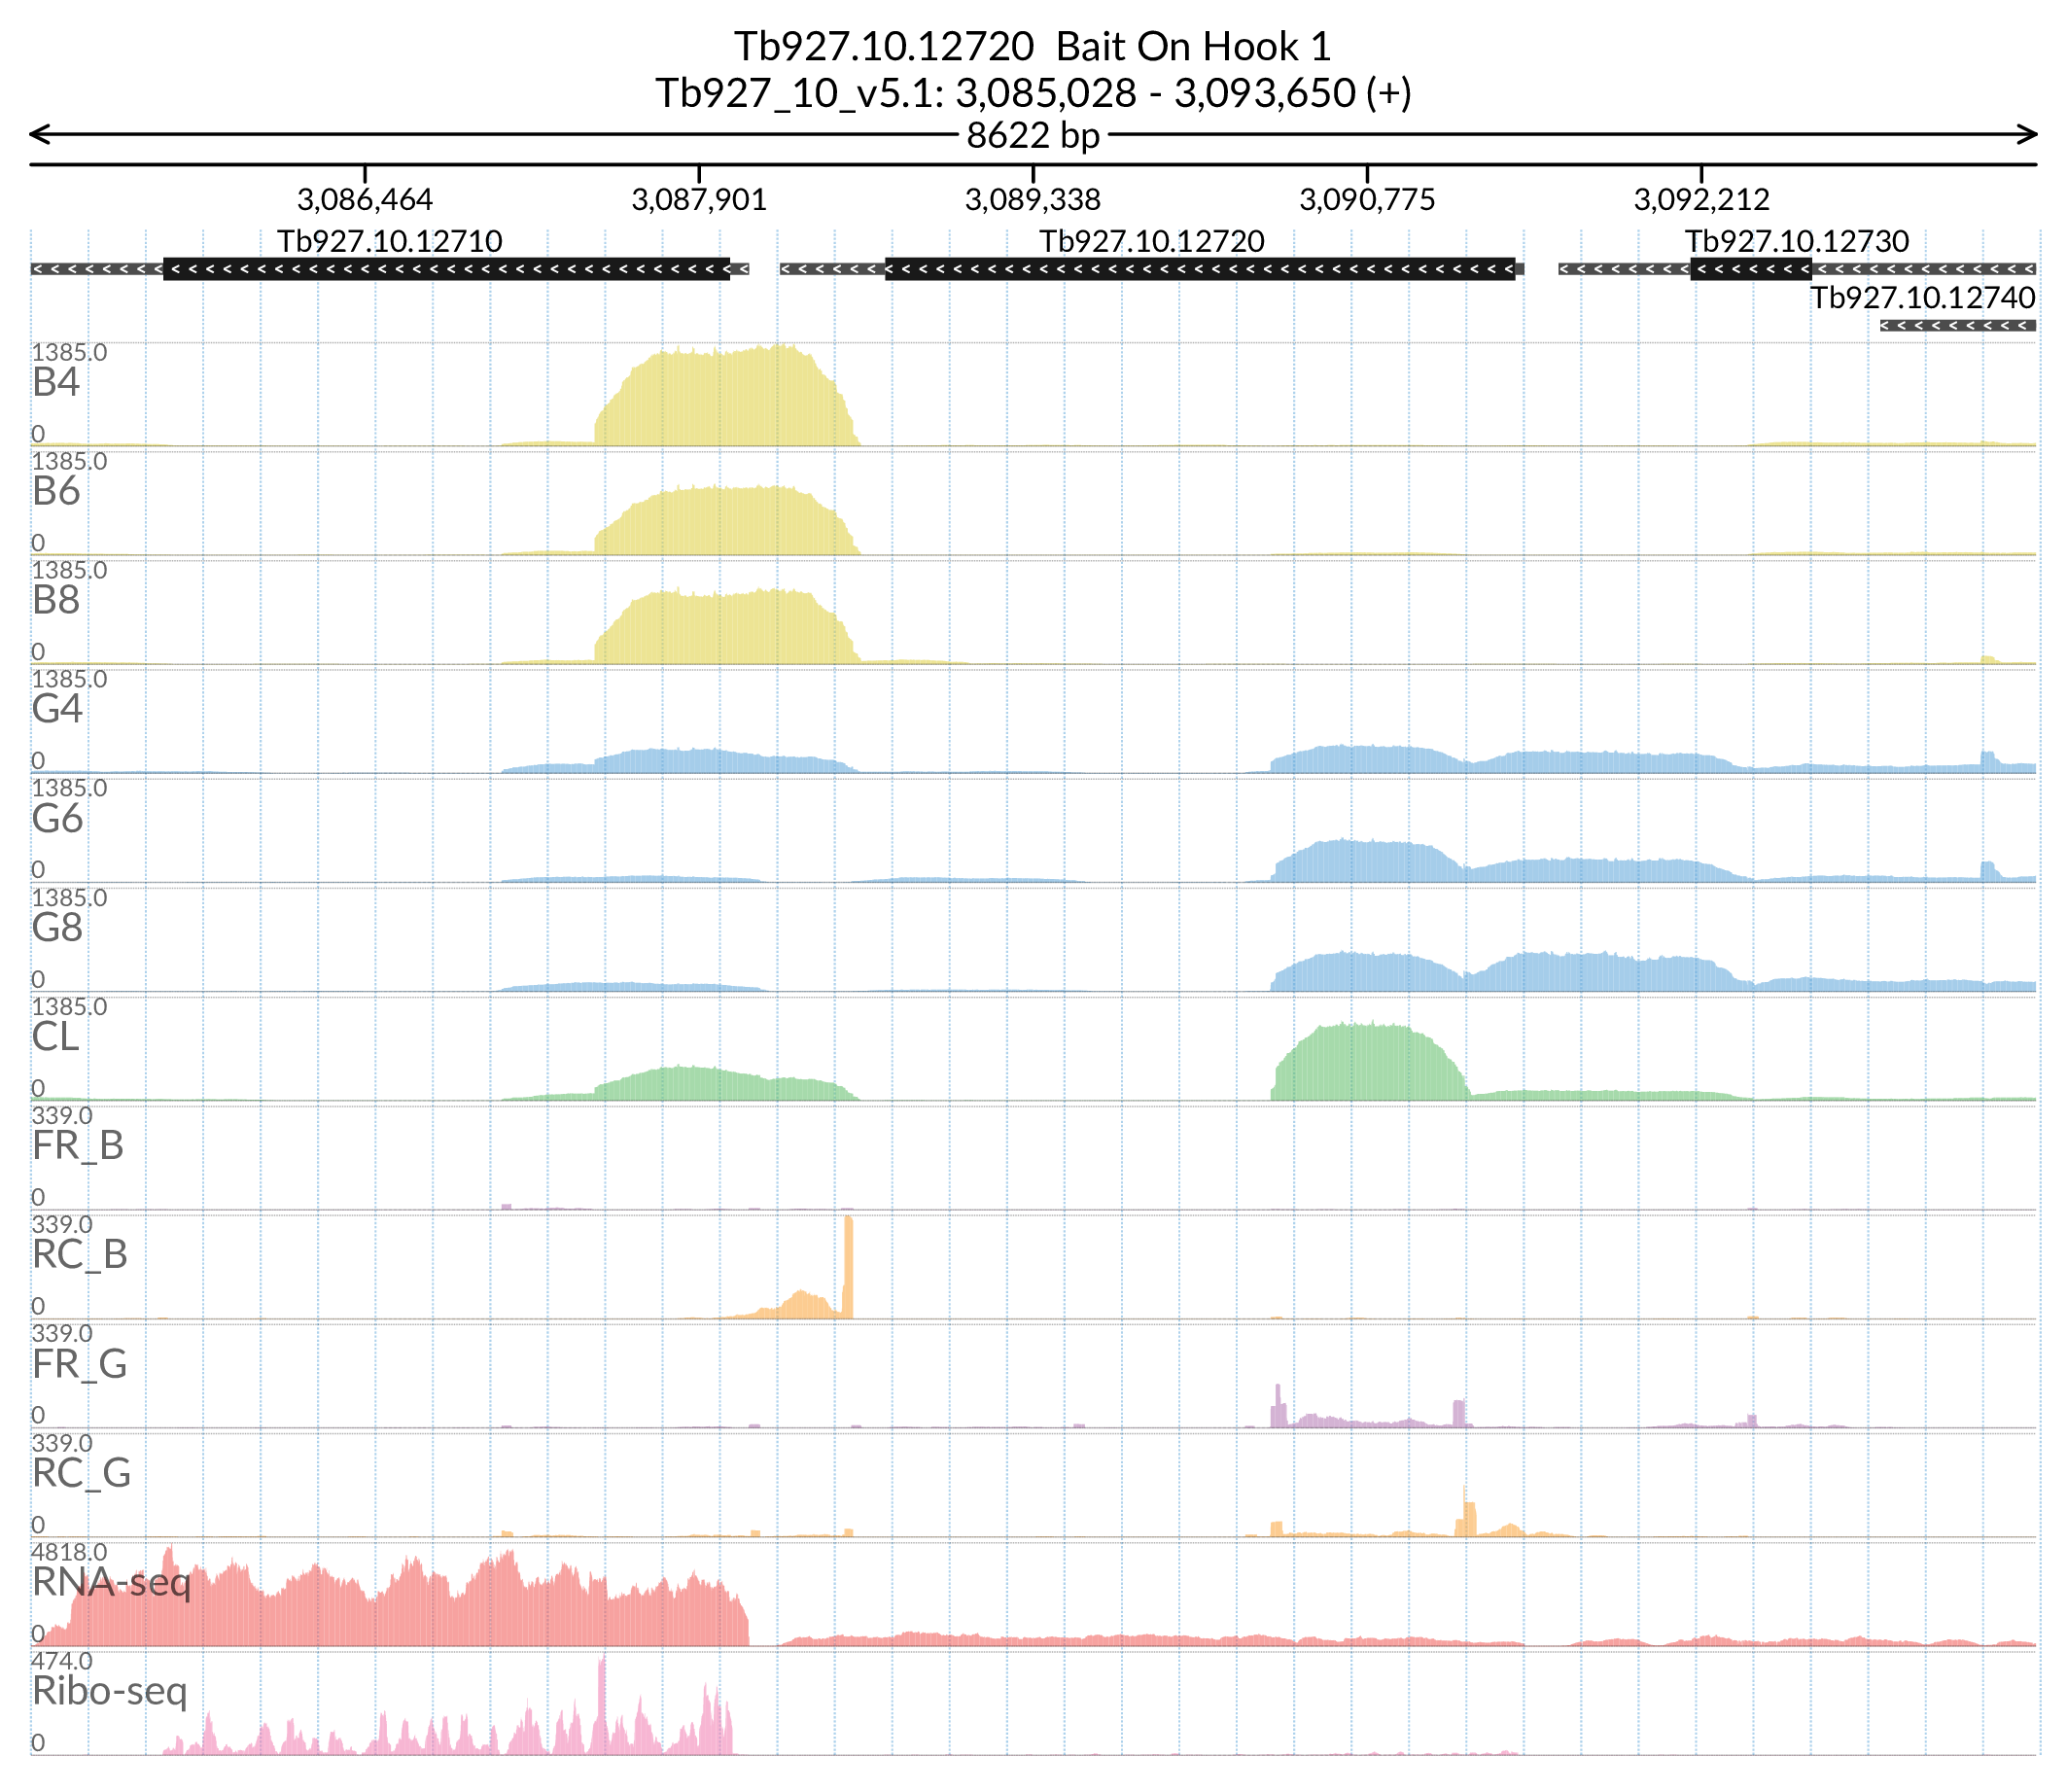 Tb927.10.12720  Bait On Hook 1
Tb927_10_v5.1: 3,085,028 - 3,093,650 (+)
8622 bp
3,086,464 3,087,901 3,089,338 3,090,775 3,092,212
Tb927.10.12710 Tb927.10.12720 Tb927.10.12730
Tb927.10.12740
1385.0
B4
0
1385.0
B6
0
1385.0
B8
0
1385.0
G4
0
1385.0
G6
0
1385.0
G8
0
1385.0
CL
0
339.0
FR_B
0
339.0
RC_B
0
339.0
FR_G
0
339.0
RC_G
0
4818.0
RNA-seq
0
474.0
Ribo-seq
0